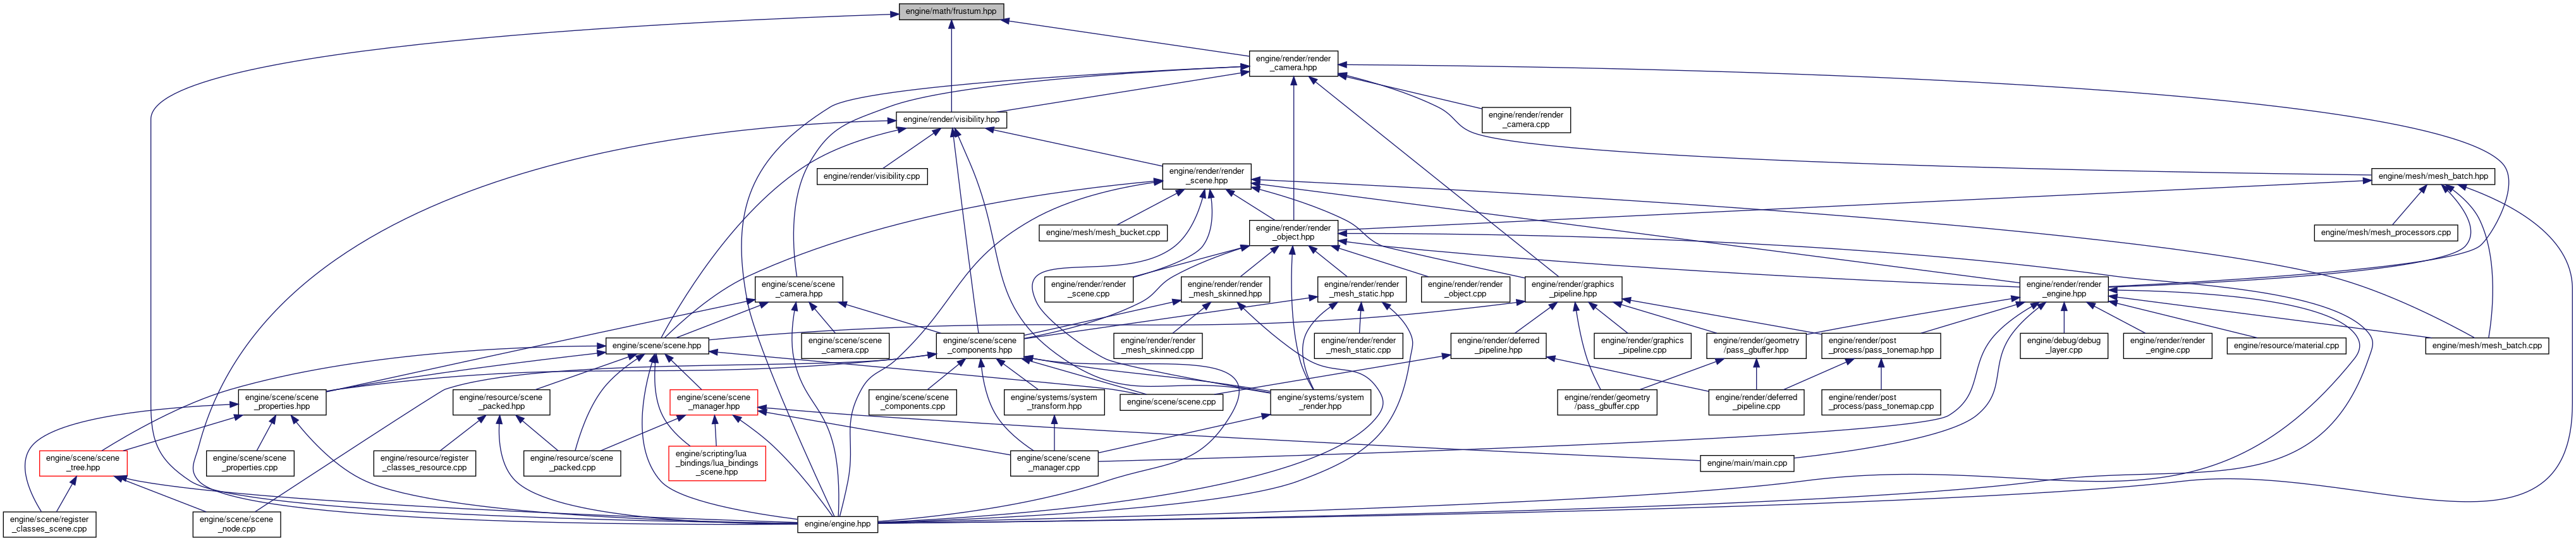 engine/math/frustum.hpp
engine/render/render
_camera.hpp
engine/render/visibility.hpp
engine/render/render
_camera.cpp
engine/render/visibility.cpp
engine/render/render
_scene.hpp
engine/mesh/mesh_batch.hpp
engine/mesh/mesh_bucket.cpp
engine/render/render
_object.hpp
engine/mesh/mesh_processors.cpp
engine/scene/scene
_camera.hpp
engine/render/render
_scene.cpp
engine/render/render
_mesh_skinned.hpp
engine/render/render
_mesh_static.hpp
engine/render/render
_object.cpp
engine/render/graphics
_pipeline.hpp
engine/render/render
_engine.hpp
engine/scene/scene.hpp
engine/scene/scene
_camera.cpp
engine/scene/scene
_components.hpp
engine/render/render
_mesh_skinned.cpp
engine/render/render
_mesh_static.cpp
engine/render/deferred
_pipeline.hpp
engine/render/graphics
_pipeline.cpp
engine/render/geometry
/pass_gbuffer.hpp
engine/render/post
_process/pass_tonemap.hpp
engine/debug/debug
_layer.cpp
engine/render/render
_engine.cpp
engine/resource/material.cpp
engine/mesh/mesh_batch.cpp
engine/scene/scene
_properties.hpp
engine/resource/scene
_packed.hpp
engine/scene/scene
_manager.hpp
engine/scene/scene
_components.cpp
engine/systems/system
_transform.hpp
engine/scene/scene.cpp
engine/systems/system
_render.hpp
engine/render/geometry
/pass_gbuffer.cpp
engine/render/deferred
_pipeline.cpp
engine/render/post
_process/pass_tonemap.cpp
engine/scene/scene
_tree.hpp
engine/scene/scene
_properties.cpp
engine/resource/register
_classes_resource.cpp
engine/resource/scene
_packed.cpp
engine/scripting/lua
_bindings/lua_bindings
_scene.hpp
engine/scene/scene
_manager.cpp
engine/main/main.cpp
engine/scene/register
_classes_scene.cpp
engine/scene/scene
_node.cpp
engine/engine.hpp